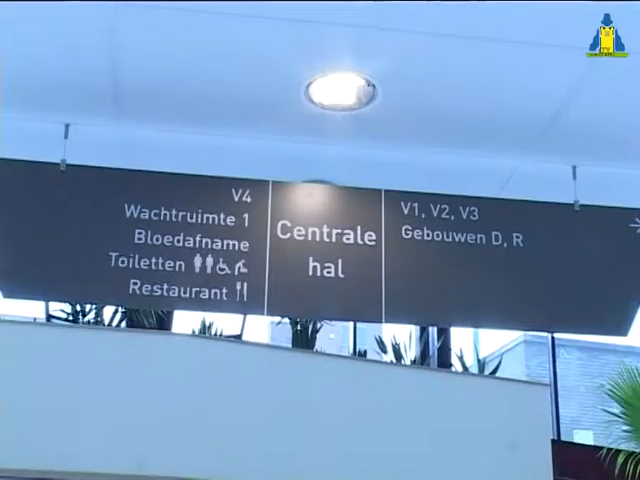 V4
Wachtruimte 1
Bloedafname
Toiletten
Restaurant
Centrale
hal
V1, V2, V3
Gebouwen D, R